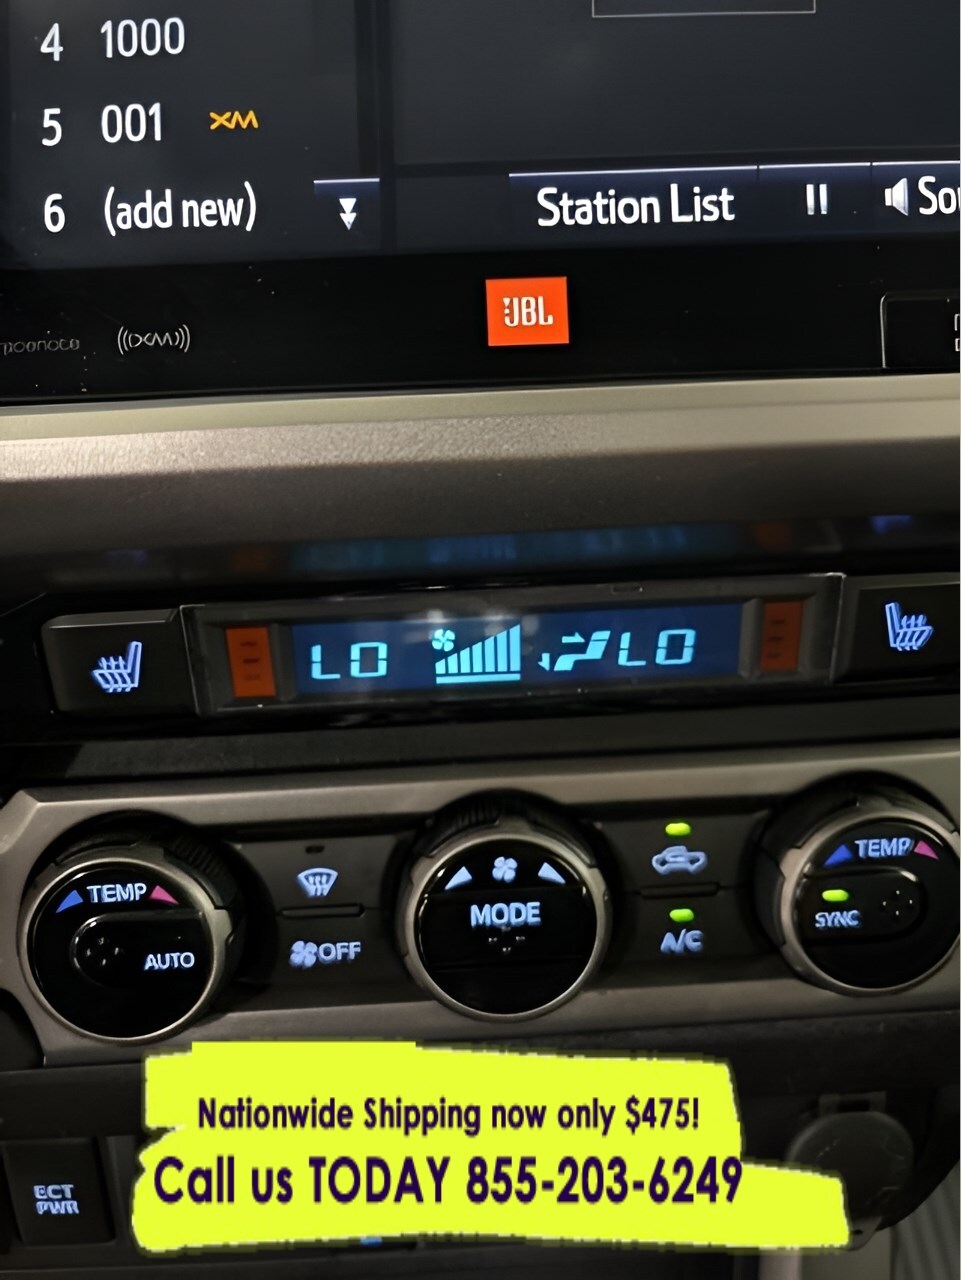 4 1000
5 001 XM
6 (add new)
Station List
JBL
((XM))
LO LO
TEMP
AUTO
OFF
MODE
A/C
TEMP
SYNC
Nationwide Shipping now only $475!
Call us TODAY 855-203-6249
ECT
PWR